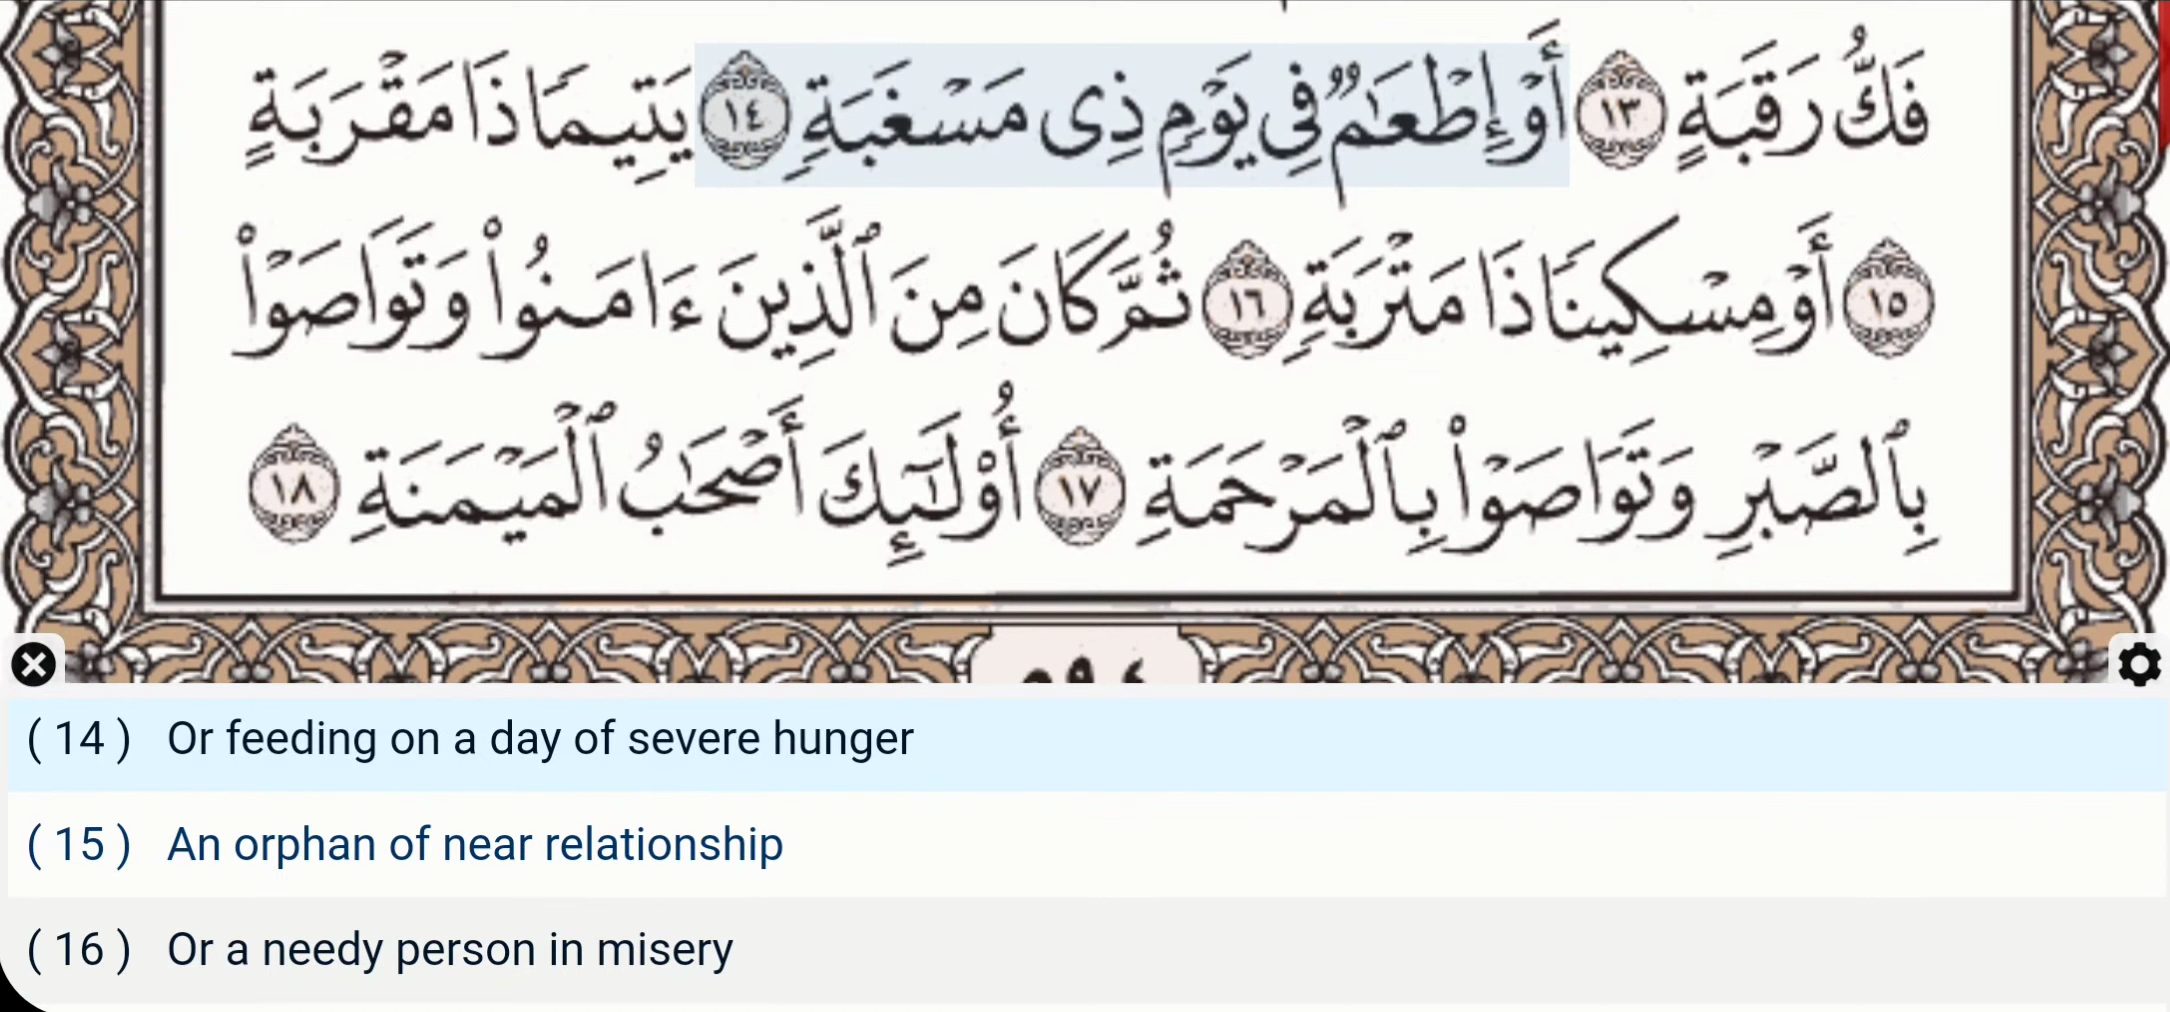 فَكُّ رَقَبَةٍ ١٣ أَوْ إِطْعَٰمٌ فِى يَوْمٍ ذِى مَسْغَبَةٍ ١٤ يَتِيمًا ذَا مَقْرَبَةٍ
١٥ أَوْ مِسْكِينًا ذَا مَتْرَبَةٍ ١٦ ثُمَّ كَانَ مِنَ ٱلَّذِينَ ءَامَنُوا۟ وَتَوَاصَوْا۟
بِٱلصَّبْرِ وَتَوَاصَوْا۟ بِٱلْمَرْحَمَةِ ١٧ أُو۟لَٰٓئِكَ أَصْحَٰبُ ٱلْمَيْمَنَةِ ١٨
( 14 ) Or feeding on a day of severe hunger
( 15 ) An orphan of near relationship
( 16 ) Or a needy person in misery